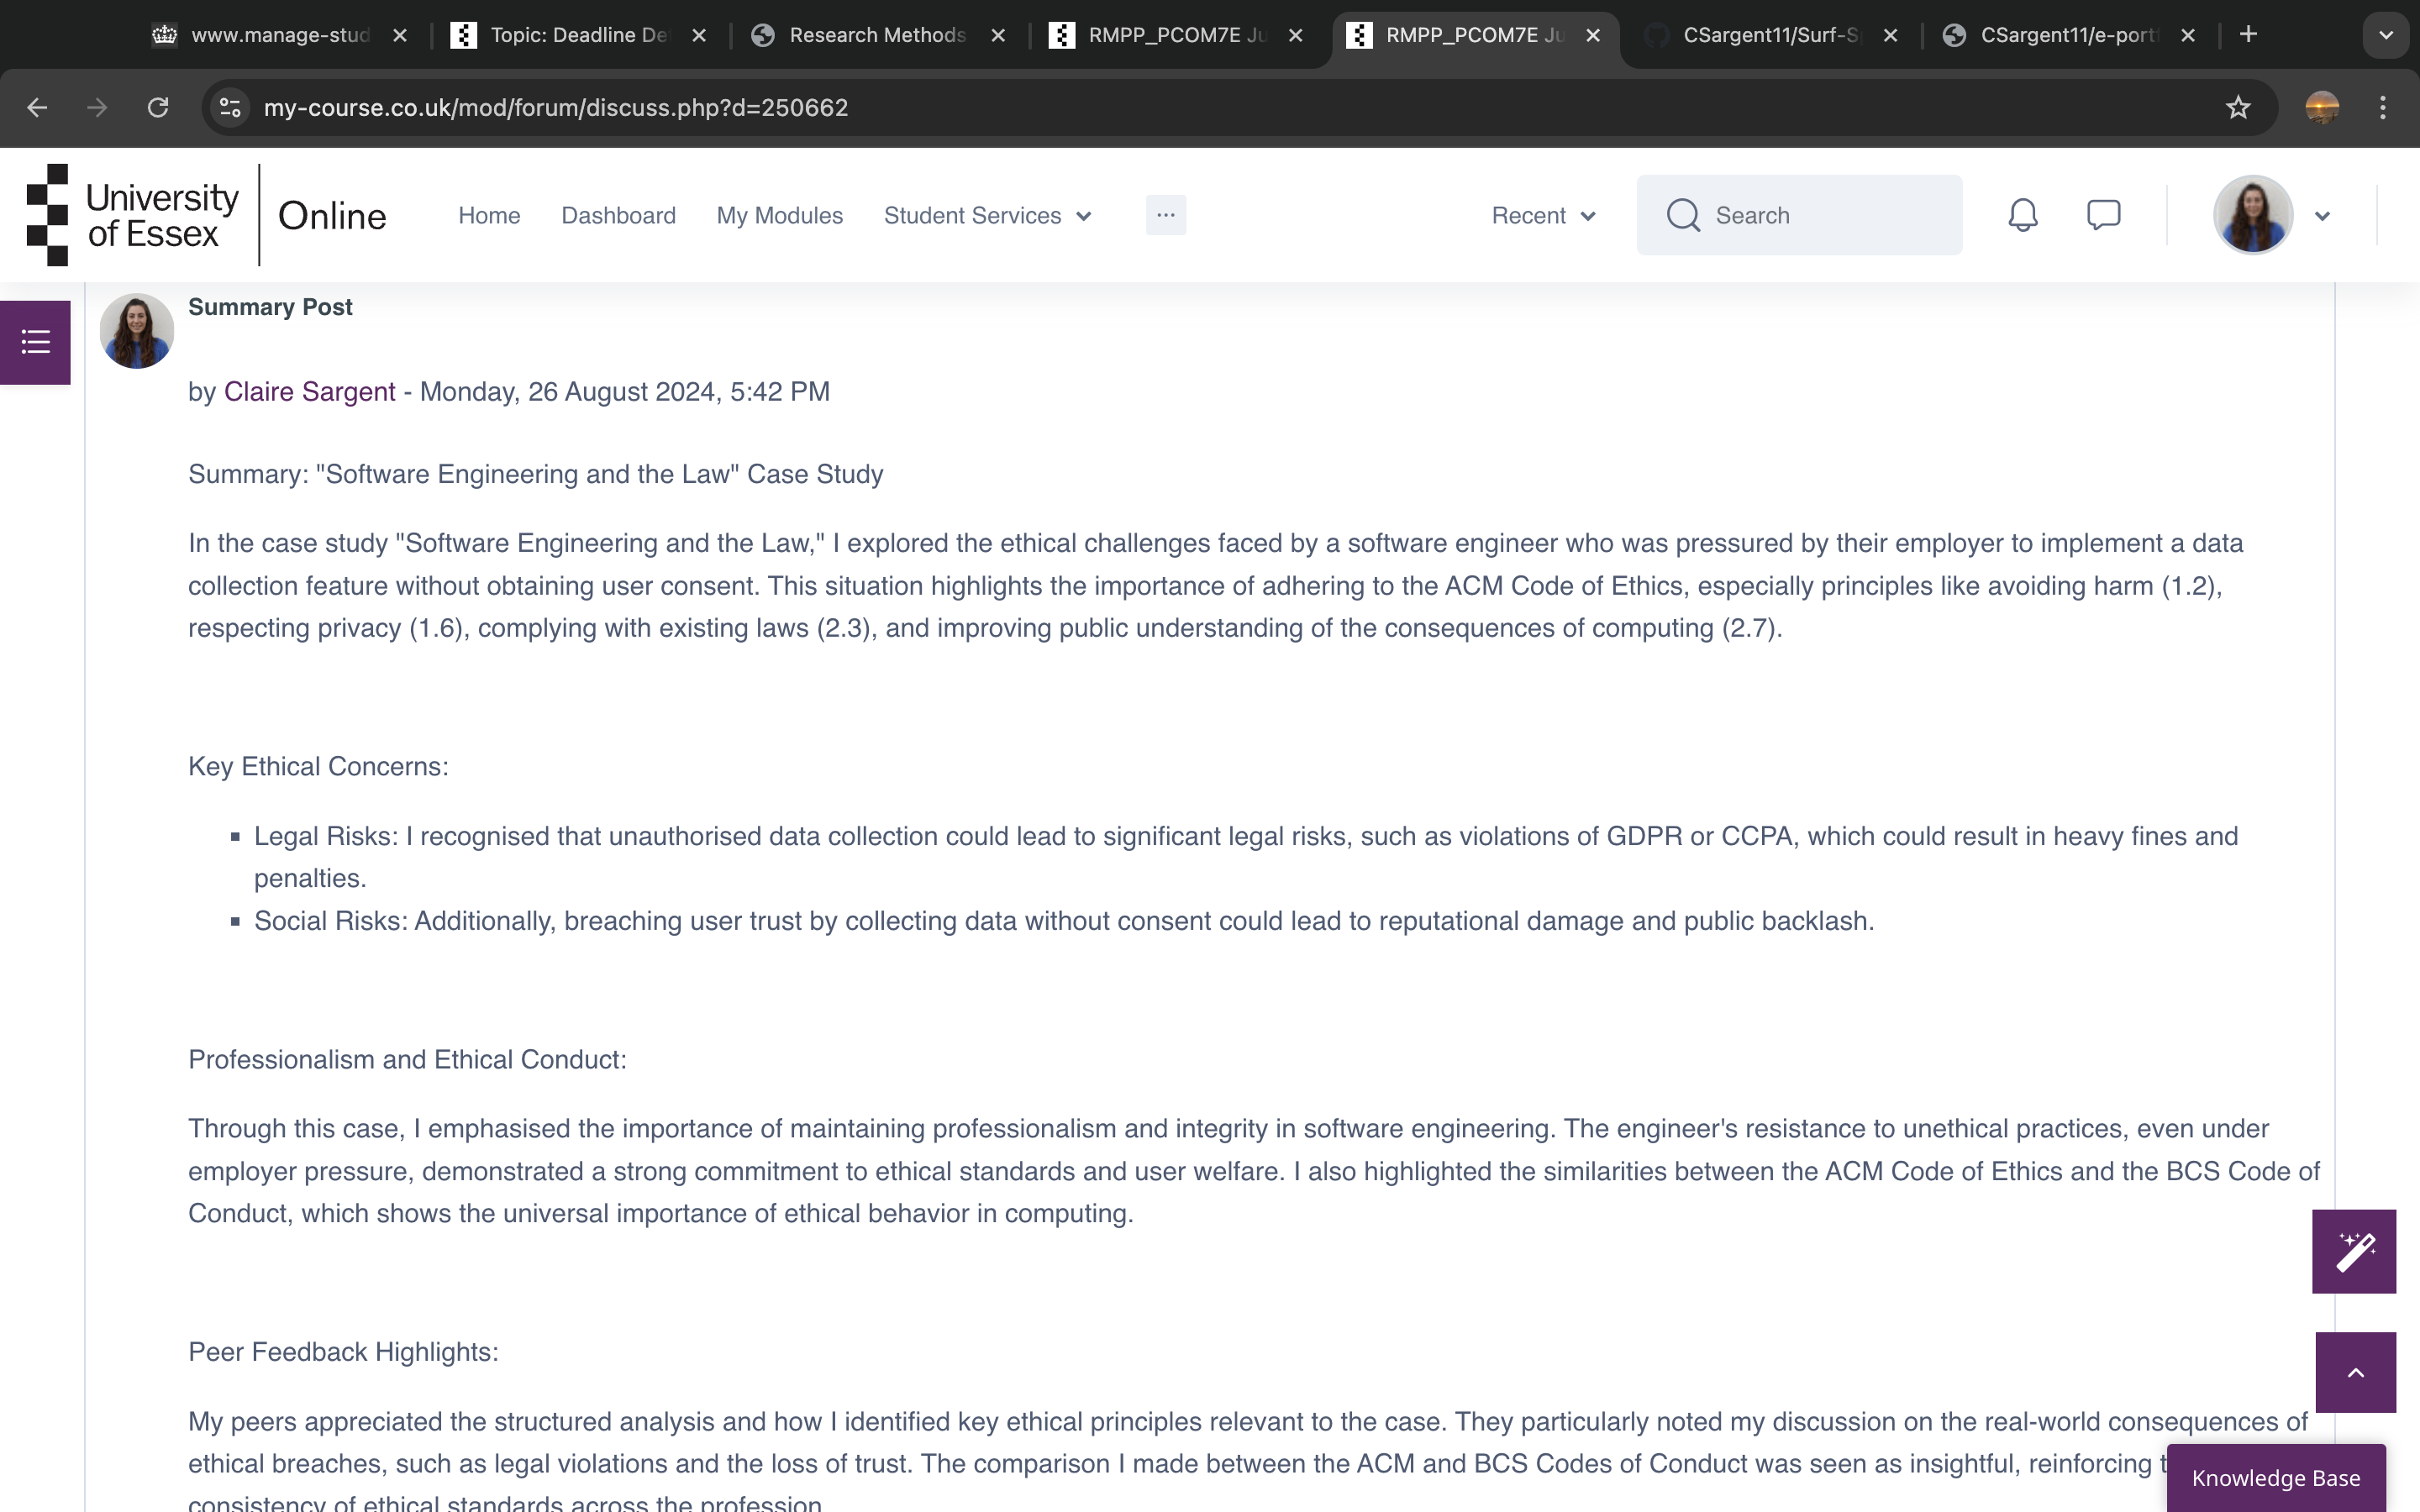 www.manage-stud
Topic: Deadline De
Research Methods
RMPP_PCOM7E Ju
RMPP_PCOM7E Ju
CSargent11/Surf-S
CSargent11/e-port
my-course.co.uk/mod/forum/discuss.php?d=250662
University of Essex
Online
Home
Dashboard
My Modules
Student Services
...
Recent
Search
Summary Post
by Claire Sargent - Monday, 26 August 2024, 5:42 PM
Summary: "Software Engineering and the Law" Case Study
In the case study "Software Engineering and the Law," I explored the ethical challenges faced by a software engineer who was pressured by their employer to implement a data
collection feature without obtaining user consent. This situation highlights the importance of adhering to the ACM Code of Ethics, especially principles like avoiding harm (1.2),
respecting privacy (1.6), complying with existing laws (2.3), and improving public understanding of the consequences of computing (2.7).
Key Ethical Concerns:
Legal Risks: I recognised that unauthorised data collection could lead to significant legal risks, such as violations of GDPR or CCPA, which could result in heavy fines and
penalties.
Social Risks: Additionally, breaching user trust by collecting data without consent could lead to reputational damage and public backlash.
Professionalism and Ethical Conduct:
Through this case, I emphasised the importance of maintaining professionalism and integrity in software engineering. The engineer's resistance to unethical practices, even under
employer pressure, demonstrated a strong commitment to ethical standards and user welfare. I also highlighted the similarities between the ACM Code of Ethics and the BCS Code of
Conduct, which shows the universal importance of ethical behavior in computing.
Peer Feedback Highlights:
My peers appreciated the structured analysis and how I identified key ethical principles relevant to the case. They particularly noted my discussion on the real-world consequences of
ethical breaches, such as legal violations and the loss of trust. The comparison I made between the ACM and BCS Codes of Conduct was seen as insightful, reinforcing
consistency of ethical standards across the profession.
Knowledge Base